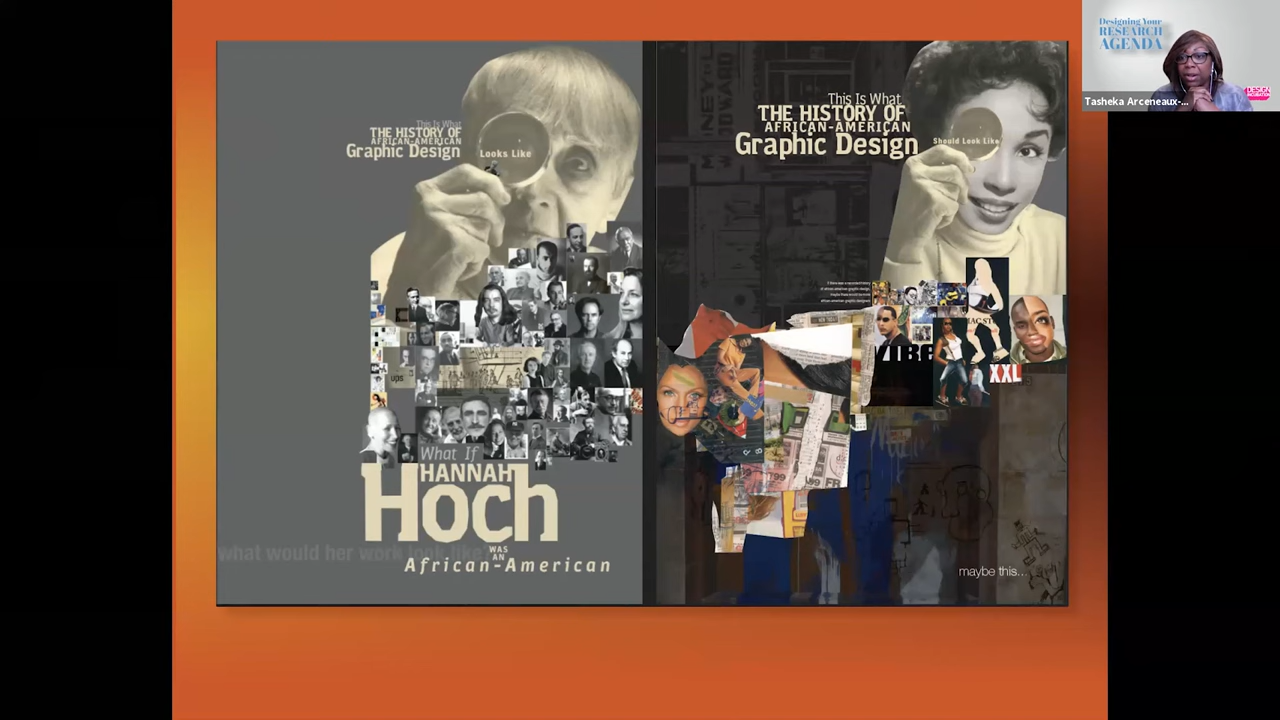 This Is What
THE HISTORY OF
AFRICAN-AMERICAN
Graphic Design
Looks Like
ups
What If
HANNAH
Hoch
what would her work look like?
WAS
AN
African-American
This Is What
THE HISTORY OF
AFRICAN-AMERICAN
Graphic Design
Should Look Like
VIBE
XXL
maybe this...
Designing Your
RESEARCH
AGENDA
Tasheka Arceneaux-...